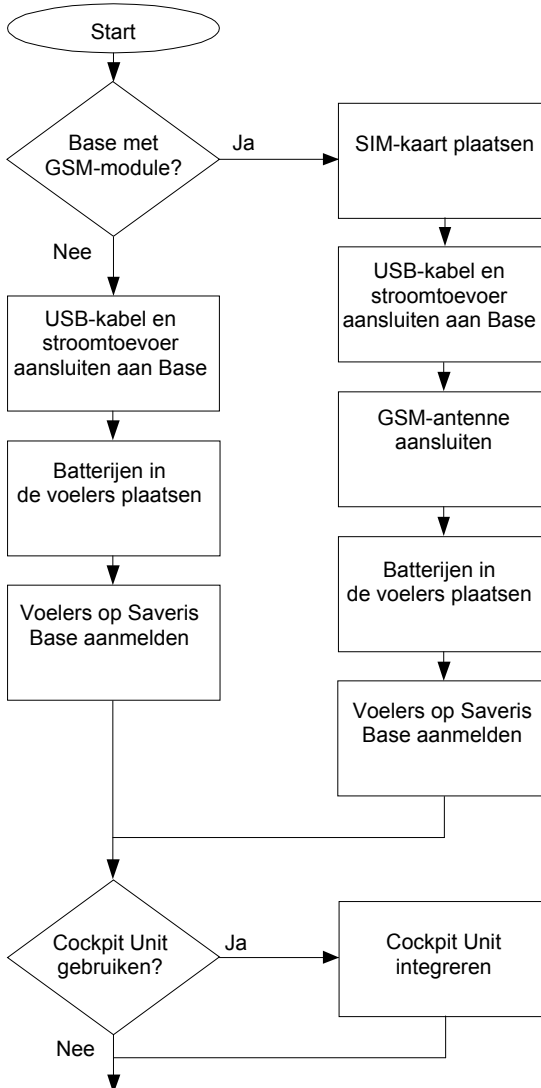 Start
Base met
GSM-module?
Ja
SIM-kaart plaatsen
Nee
USB-kabel en
stroomtoevoer
aansluiten aan Base
USB-kabel en
stroomtoevoer
aansluiten aan Base
GSM-antenne
aansluiten
Batterijen in
de voelers plaatsen
Batterijen in
de voelers plaatsen
Voelers op Saveris
Base aanmelden
Voelers op Saveris
Base aanmelden
Cockpit Unit
gebruiken?
Ja
Cockpit Unit
integreren
Nee